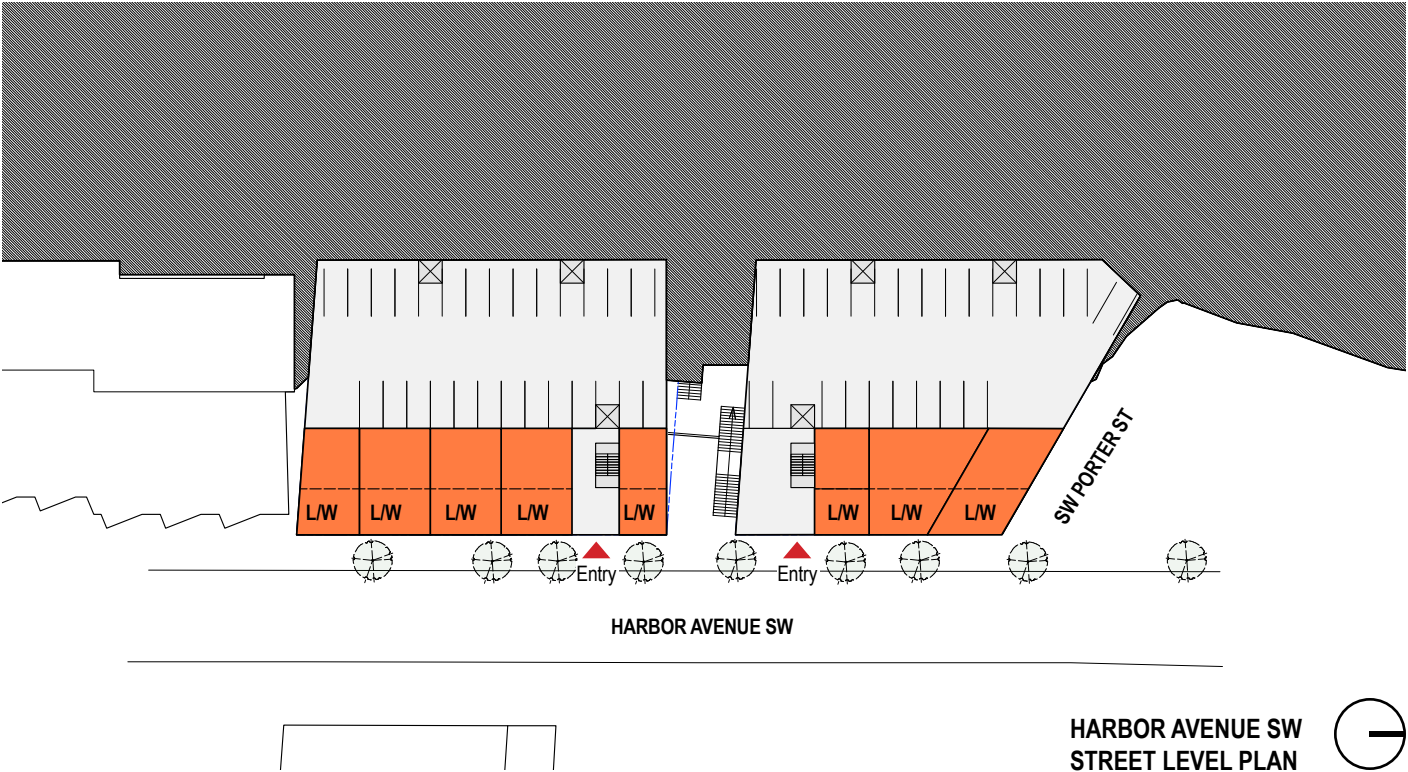 SW PORTER ST
L/W
L/W
L/W
L/W
L/W
L/W
L/W
L/W
Entry
Entry
HARBOR AVENUE SW
HARBOR AVENUE SW
STREET LEVEL PLAN